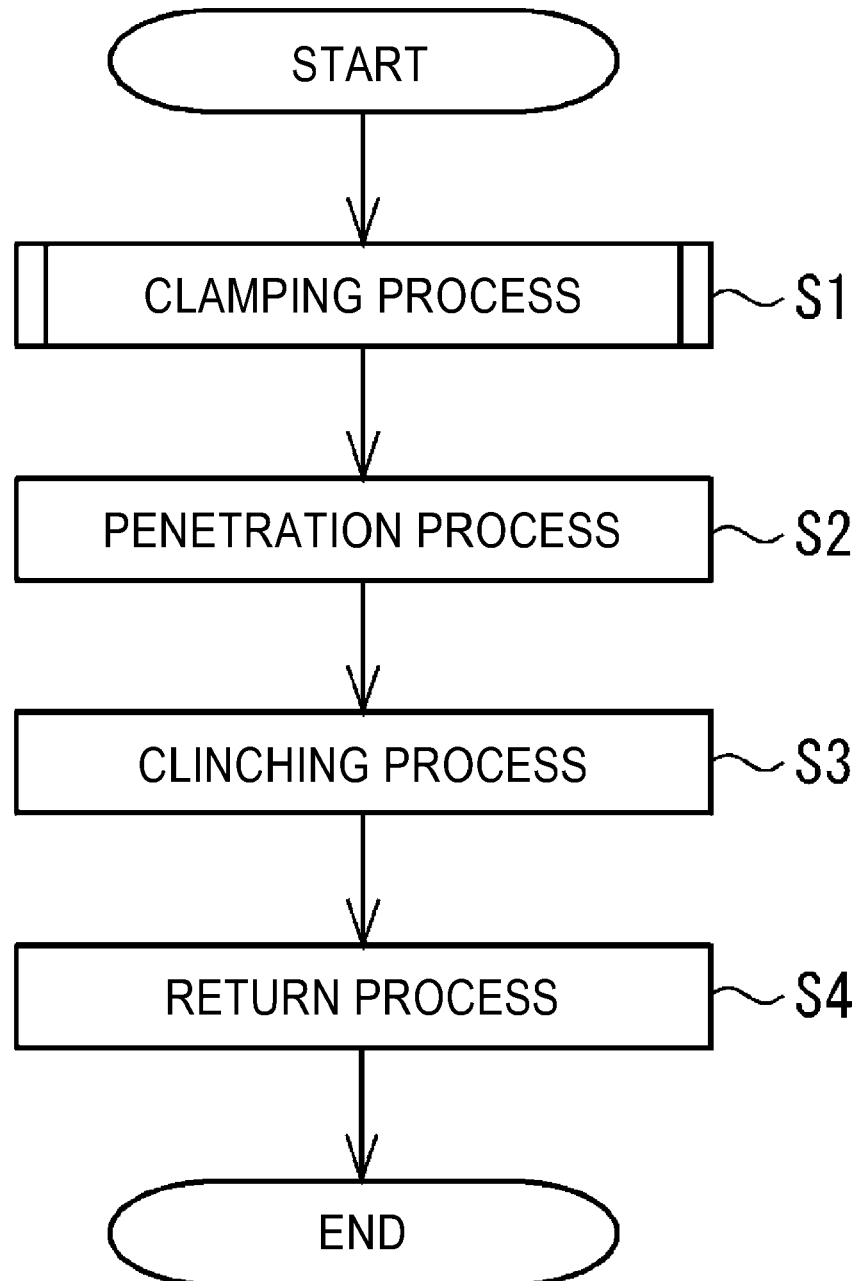 START
CLAMPING PROCESS
S1
PENETRATION PROCESS
S2
CLINCHING PROCESS
S3
RETURN PROCESS
S4
END